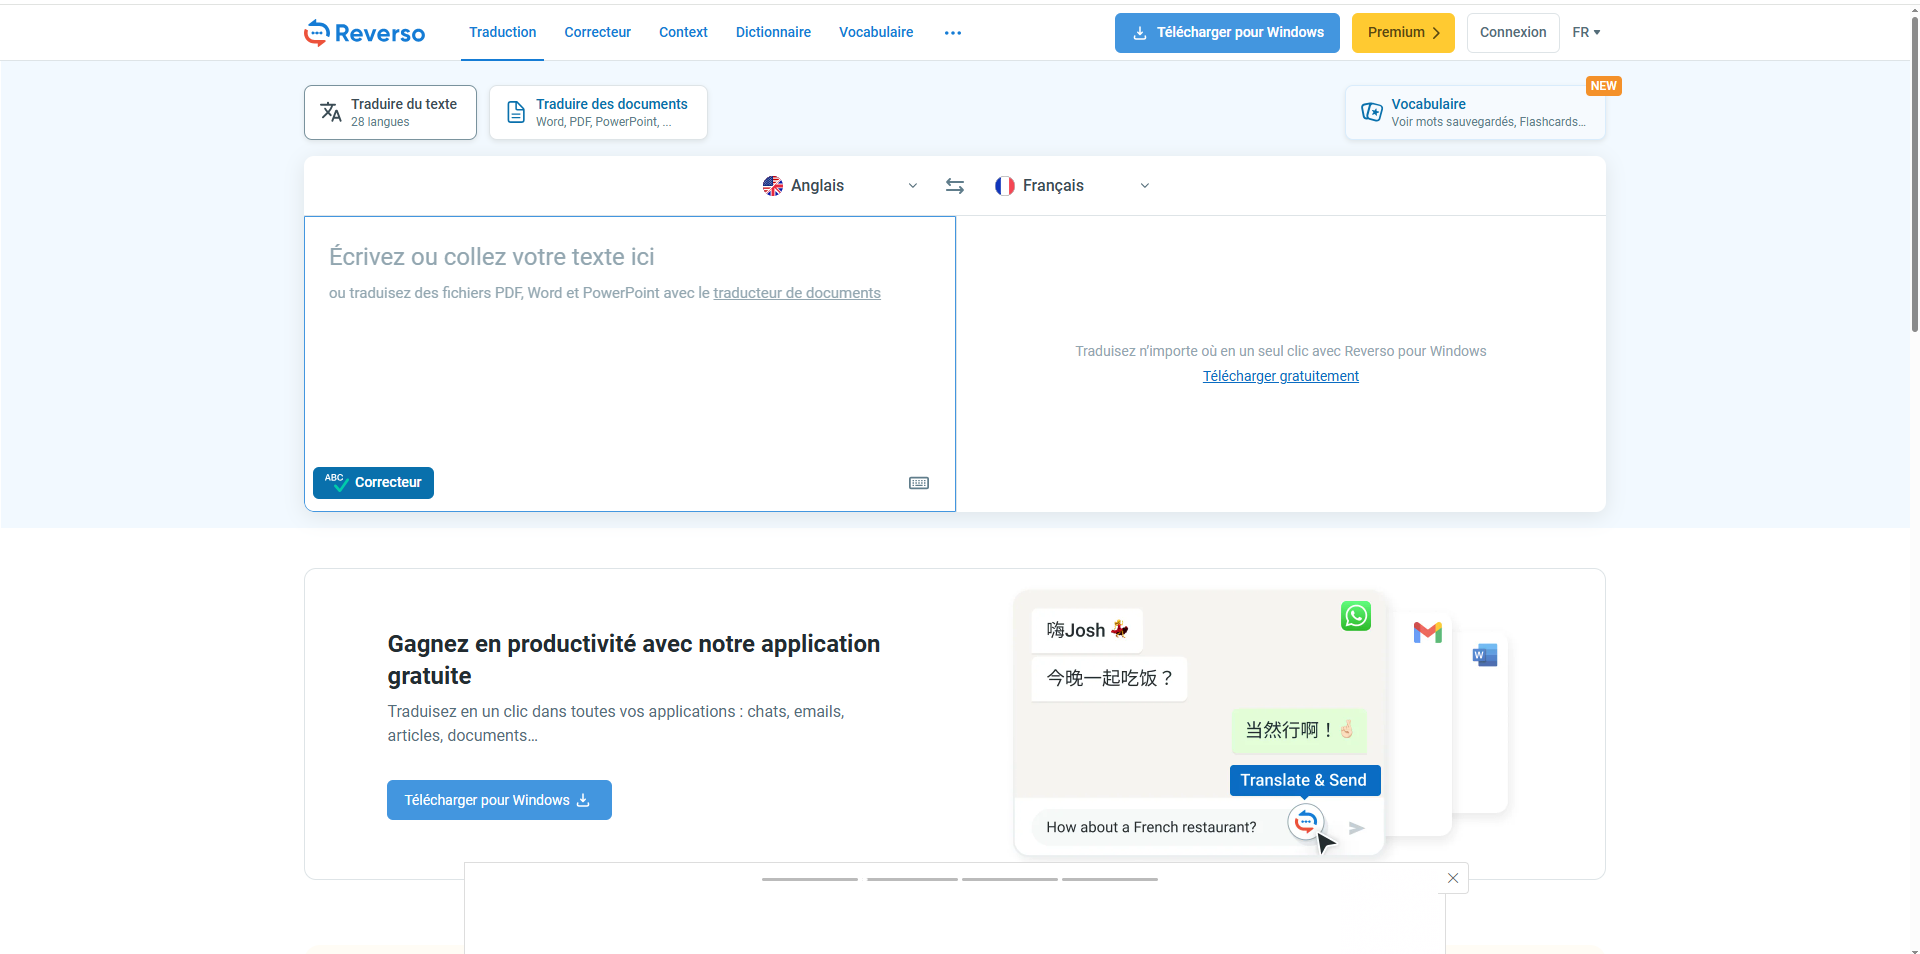 Reverso
Traduction
Correcteur
Context
Dictionnaire
Vocabulaire
Télécharger pour Windows
Premium
Connexion
FR
Traduire du texte
28 langues
Traduire des documents
Word, PDF, PowerPoint, ...
NEW
Vocabulaire
Voir mots sauvegardés, Flashcards...
Anglais
Français
Écrivez ou collez votre texte ici
ou traduisez des fichiers PDF, Word et PowerPoint avec le traducteur de documents
Traduisez n'importe où en un seul clic avec Reverso pour Windows
Télécharger gratuitement
ABC
Correcteur
Gagnez en productivité avec notre application
gratuite
Traduisez en un clic dans toutes vos applications : chats, emails,
articles, documents...
Télécharger pour Windows
嗨Josh 💃
今晚一起吃饭？
当然行啊！🤞🏻
Translate & Send
How about a French restaurant?
W